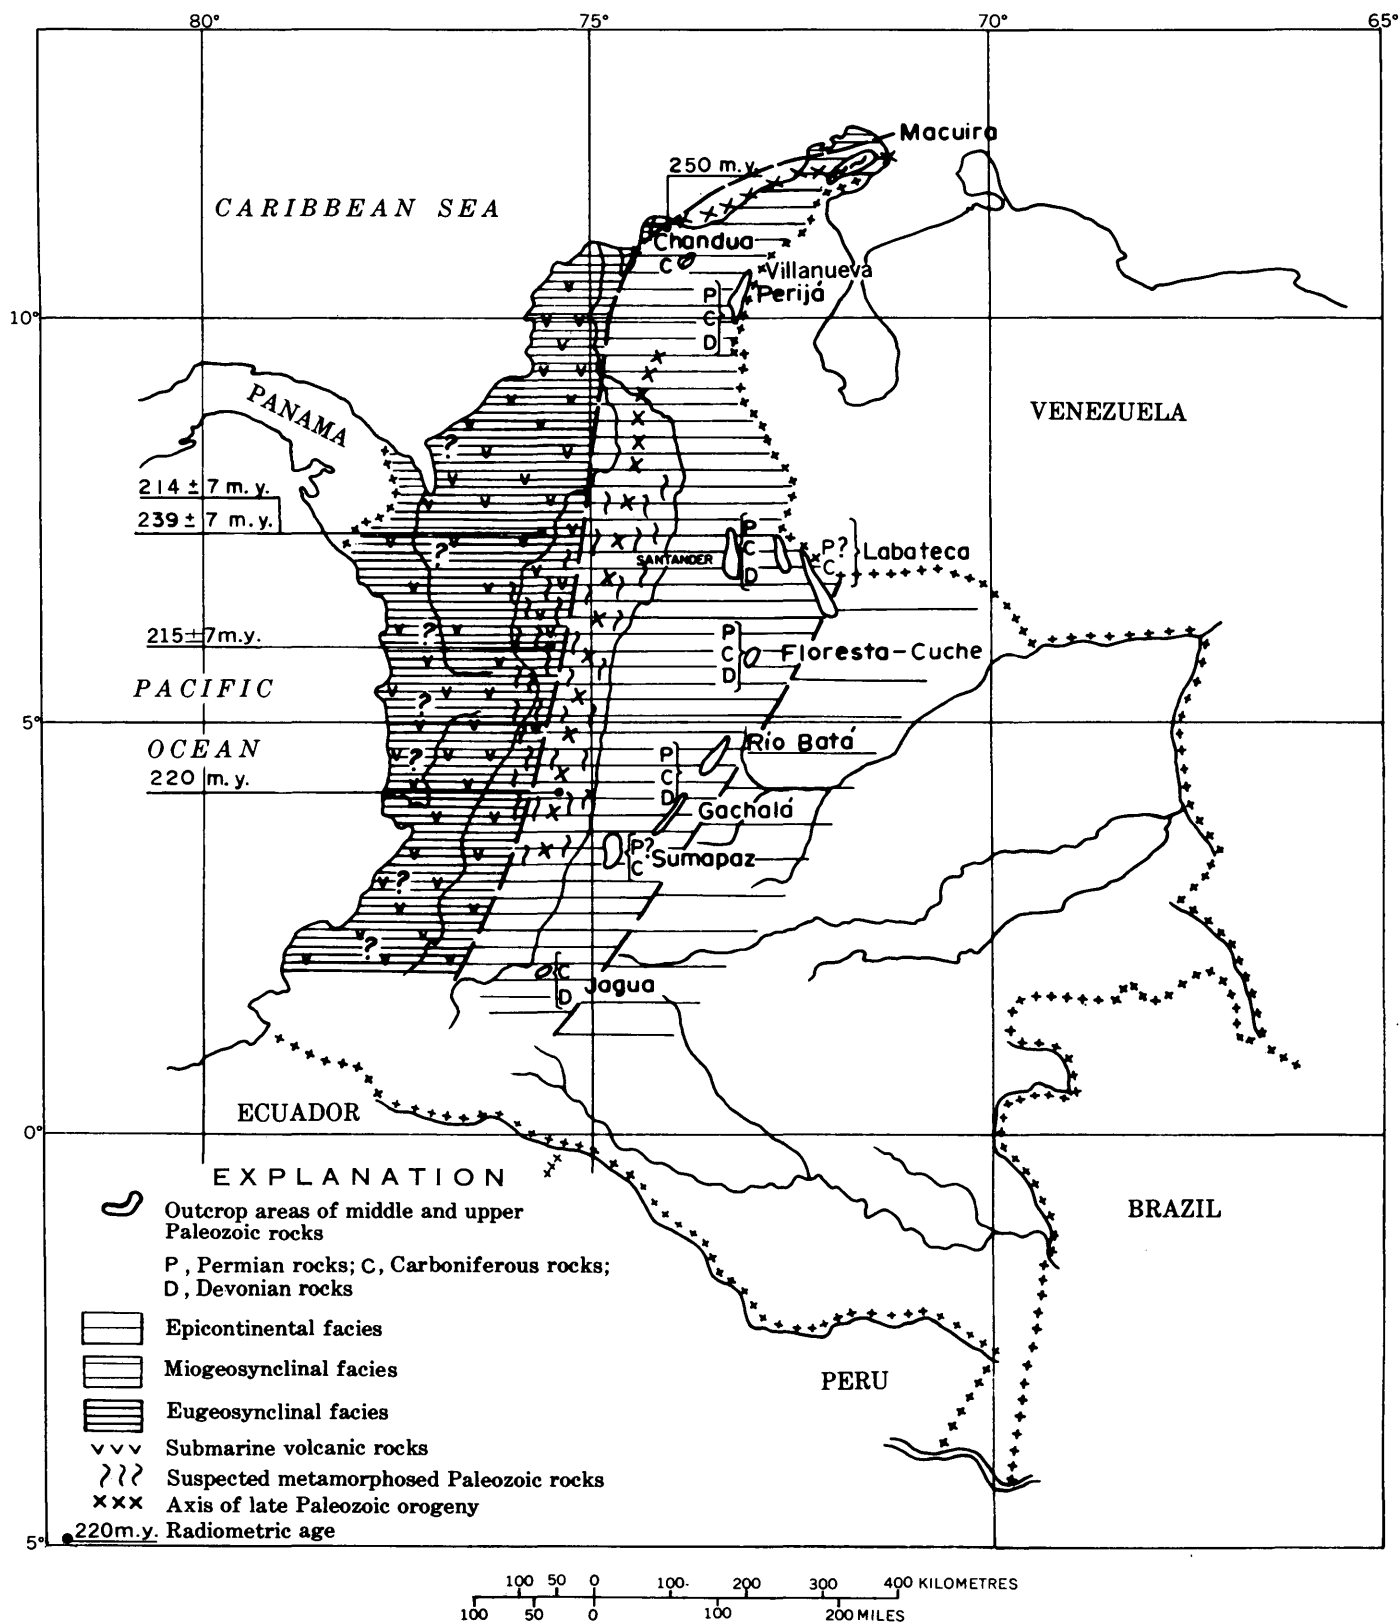 80°
75°
70°
65°
Macuira
250 m.y.
CARIBBEAN SEA
Chandua
C
Villanueva
Perijá
P
C
D
10°
PANAMA
VENEZUELA
?
214 ± 7 m.y.
239 ± 7 m.y.
?
SANTANDER
P
C
D
P?
C
Labateca
215±7m.y.
?
P
C
D
Floresta-Cuche
PACIFIC
?
5°
OCEAN
?
Río Batá
P
C
D
220 m.y.
Gachalá
P?
C
Sumapaz
?
?
C
D
Jagua
ECUADOR
0°
EXPLANATION
Outcrop areas of middle and upper
Paleozoic rocks
BRAZIL
P, Permian rocks; C, Carboniferous rocks;
D, Devonian rocks
Epicontinental facies
Miogeosynclinal facies
PERU
Eugeosynclinal facies
Submarine volcanic rocks
Suspected metamorphosed Paleozoic rocks
Axis of late Paleozoic orogeny
220m.y. Radiometric age
5°
100 50 0 100 200 300 400 KILOMETRES
100 50 0 100 200 MILES